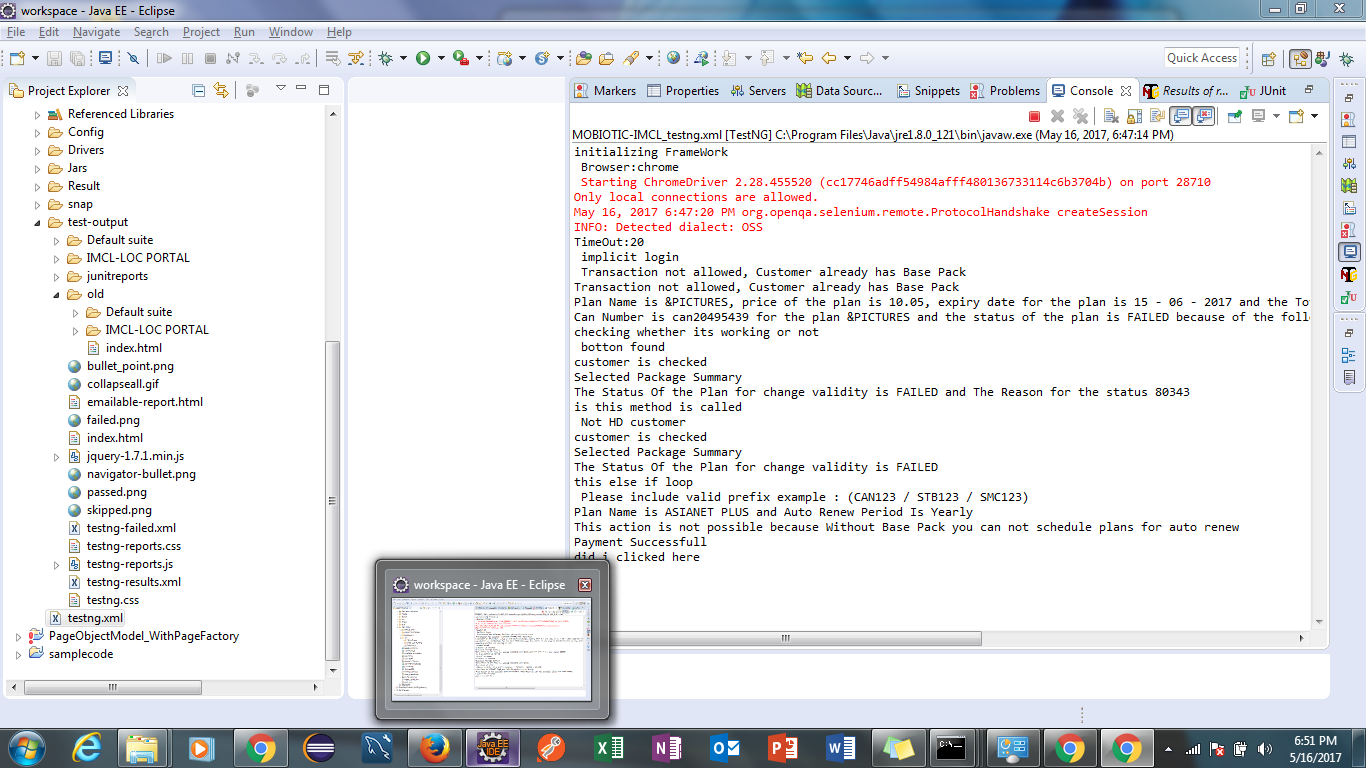 workspace - Java EE - Eclipse
File Edit Navigate Search Project Run Window Help
Quick Access
Project Explorer
Referenced Libraries
Config
Drivers
Jars
Result
snap
test-output
Default suite
IMCL-LOC PORTAL
junitreports
old
Default suite
IMCL-LOC PORTAL
index.html
bullet_point.png
collapseall.gif
emailable-report.html
failed.png
index.html
jquery-1.7.1.min.js
navigator-bullet.png
passed.png
skipped.png
testng-failed.xml
testng-reports.css
testng-reports.js
testng-results.xml
testng.css
testng.xml
PageObjectModel_WithPageFactory
samplecode
Markers Properties Servers Data Sourc... Snippets Problems Console Results of r... JUnit
MOBIOTIC-IMCL_testng.xml [TestNG] C:\Program Files\Java\jre1.8.0_121\bin\javaw.exe (May 16, 2017, 6:47:14 PM)
initializing FrameWork
Browser:chrome
Starting ChromeDriver 2.28.455520 (cc17746adff54984afff480136733114c6b3704b) on port 28710
Only local connections are allowed.
May 16, 2017 6:47:20 PM org.openqa.selenium.remote.ProtocolHandshake createSession
INFO: Detected dialect: OSS
TimeOut:20
implicit login
Transaction not allowed, Customer already has Base Pack
Transaction not allowed, Customer already has Base Pack
Plan Name is &PICTURES, price of the plan is 10.05, expiry date for the plan is 15 - 06 - 2017 and the To
Can Number is can20495439 for the plan &PICTURES and the status of the plan is FAILED because of the foll
checking whether its working or not
botton found
customer is checked
Selected Package Summary
The Status Of the Plan for change validity is FAILED and The Reason for the status 80343
is this method is called
Not HD customer
customer is checked
Selected Package Summary
The Status Of the Plan for change validity is FAILED
this else if loop
Please include valid prefix example : (CAN123 / STB123 / SMC123)
Plan Name is ASIANET PLUS and Auto Renew Period Is Yearly
This action is not possible because Without Base Pack you can not schedule plans for auto renew
Payment Successfull
did i clicked here
workspace - Java EE - Eclipse
Java EE
IDE
6:51 PM
5/16/2017